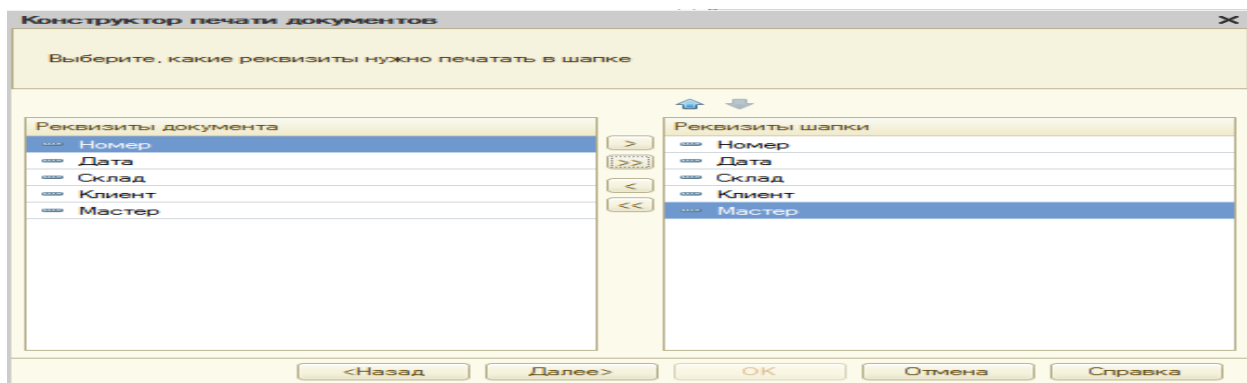 Конструктор печати документов
Выберите, какие реквизиты нужно печатать в шапке
Реквизиты документа
Номер
Дата
Склад
Клиент
Мастер
>
>>
<
<<
Реквизиты шапки
Номер
Дата
Склад
Клиент
Мастер
<Назад Далее> ОК Отмена Справка